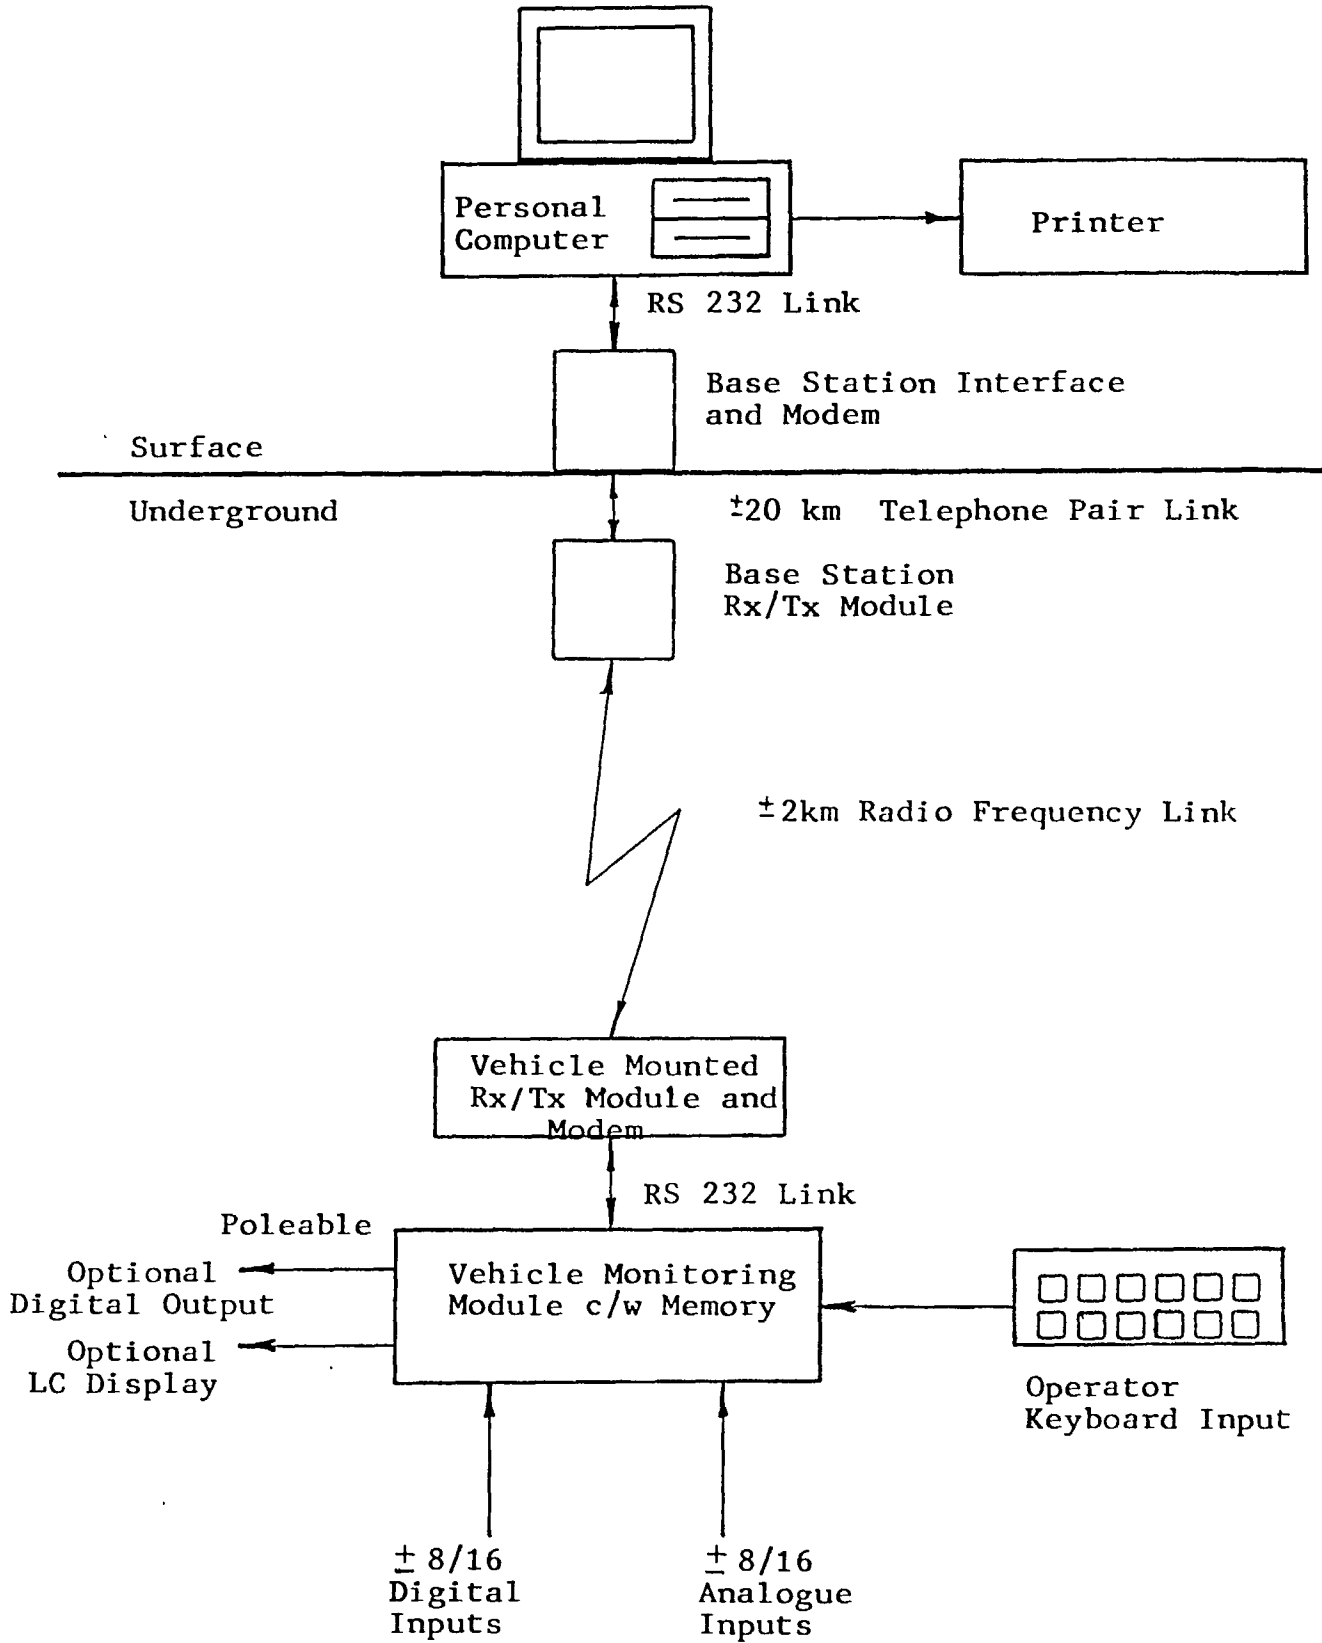 Personal
Computer
Printer
RS 232 Link
Base Station Interface
and Modem
Surface
Underground
±20 km Telephone Pair Link
Base Station
Rx/Tx Module
±2km Radio Frequency Link
Vehicle Mounted
Rx/Tx Module and
Modem
RS 232 Link
Poleable
Optional
Digital Output
Optional
LC Display
Vehicle Monitoring
Module c/w Memory
Operator
Keyboard Input
± 8/16
Digital
Inputs
± 8/16
Analogue
Inputs